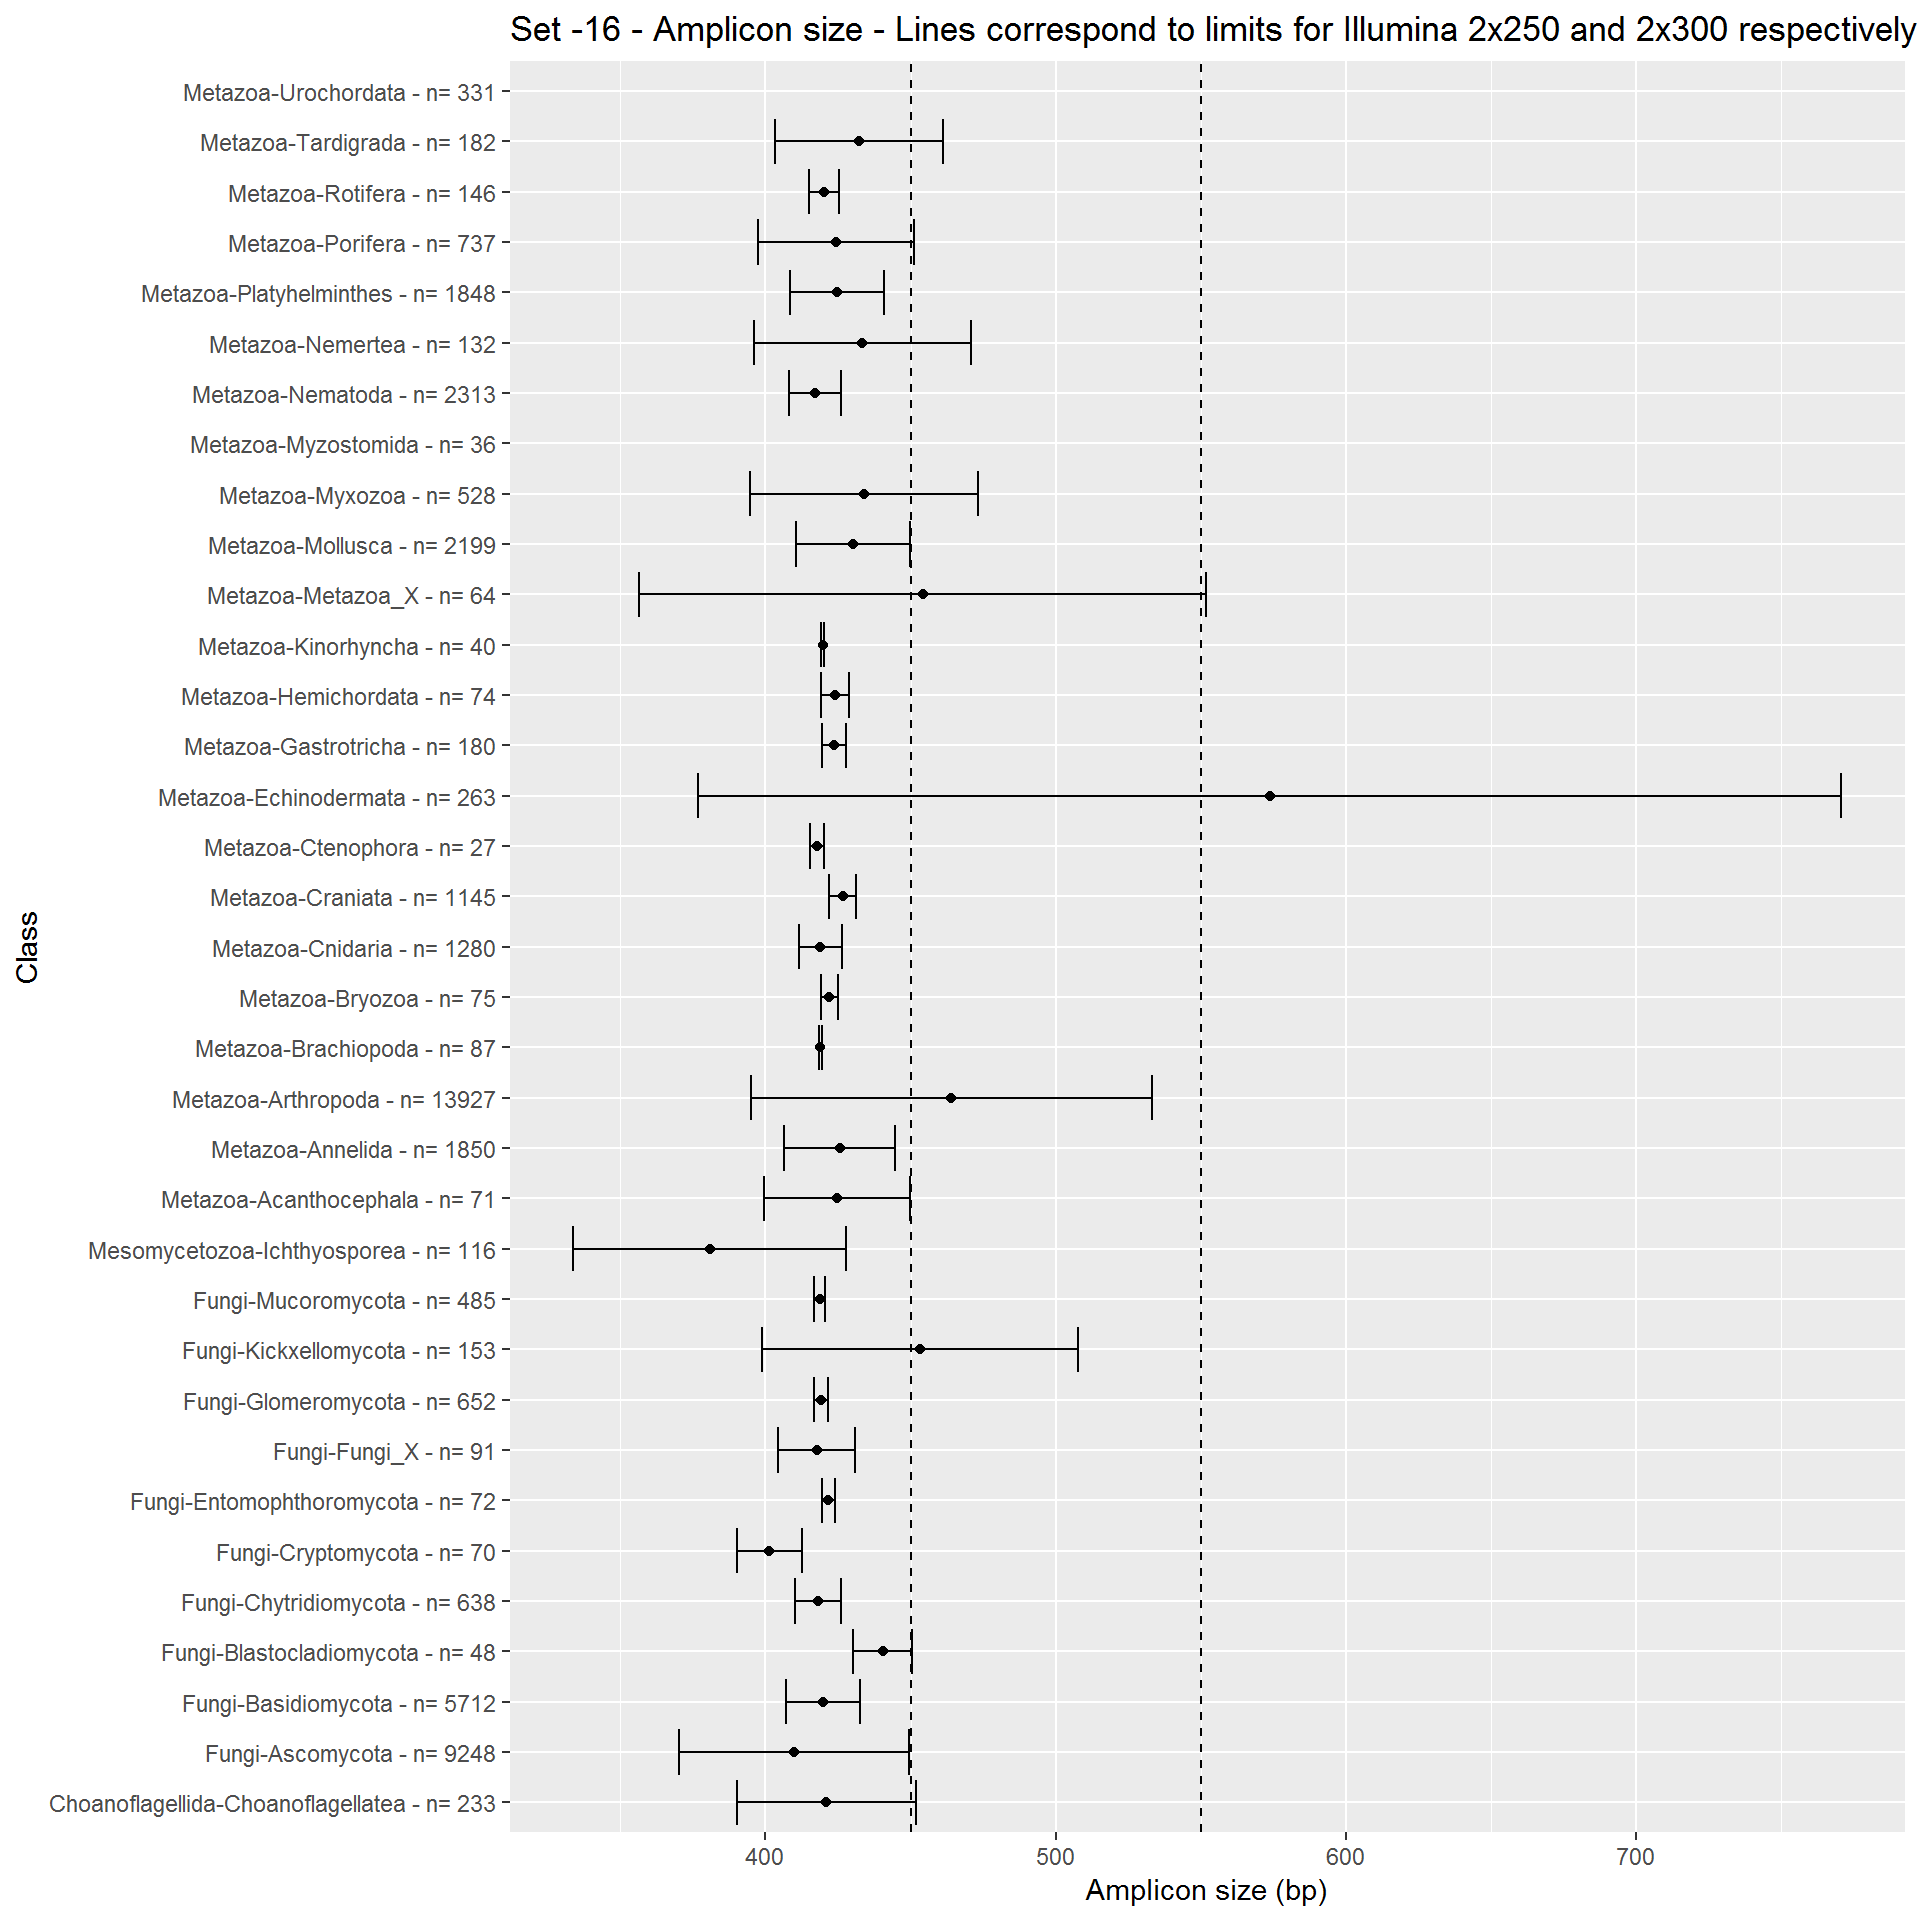 Set -16 - Amplicon size - Lines correspond to limits for Illumina 2x250 and 2x300 respectively
Metazoa-Urochordata - n= 331
Metazoa-Tardigrada - n= 182
Metazoa-Rotifera - n= 146
Metazoa-Porifera - n= 737
Metazoa-Platyhelminthes - n= 1848
Metazoa-Nemertea - n= 132
Metazoa-Nematoda - n= 2313
Metazoa-Myzostomida - n= 36
Metazoa-Myxozoa - n= 528
Metazoa-Mollusca - n= 2199
Metazoa-Metazoa_X - n= 64
Metazoa-Kinorhyncha - n= 40
Metazoa-Hemichordata - n= 74
Metazoa-Gastrotricha - n= 180
Metazoa-Echinodermata - n= 263
Metazoa-Ctenophora - n= 27
Metazoa-Craniata - n= 1145
Metazoa-Cnidaria - n= 1280
Metazoa-Bryozoa - n= 75
Metazoa-Brachiopoda - n= 87
Metazoa-Arthropoda - n= 13927
Metazoa-Annelida - n= 1850
Metazoa-Acanthocephala - n= 71
Mesomycetozoa-Ichthyosporea - n= 116
Fungi-Mucoromycota - n= 485
Fungi-Kickxellomycota - n= 153
Fungi-Glomeromycota - n= 652
Fungi-Fungi_X - n= 91
Fungi-Entomophthoromycota - n= 72
Fungi-Cryptomycota - n= 70
Fungi-Chytridiomycota - n= 638
Fungi-Blastocladiomycota - n= 48
Fungi-Basidiomycota - n= 5712
Fungi-Ascomycota - n= 9248
Choanoflagellida-Choanoflagellatea - n= 233
Class
400 500 600 700
Amplicon size (bp)